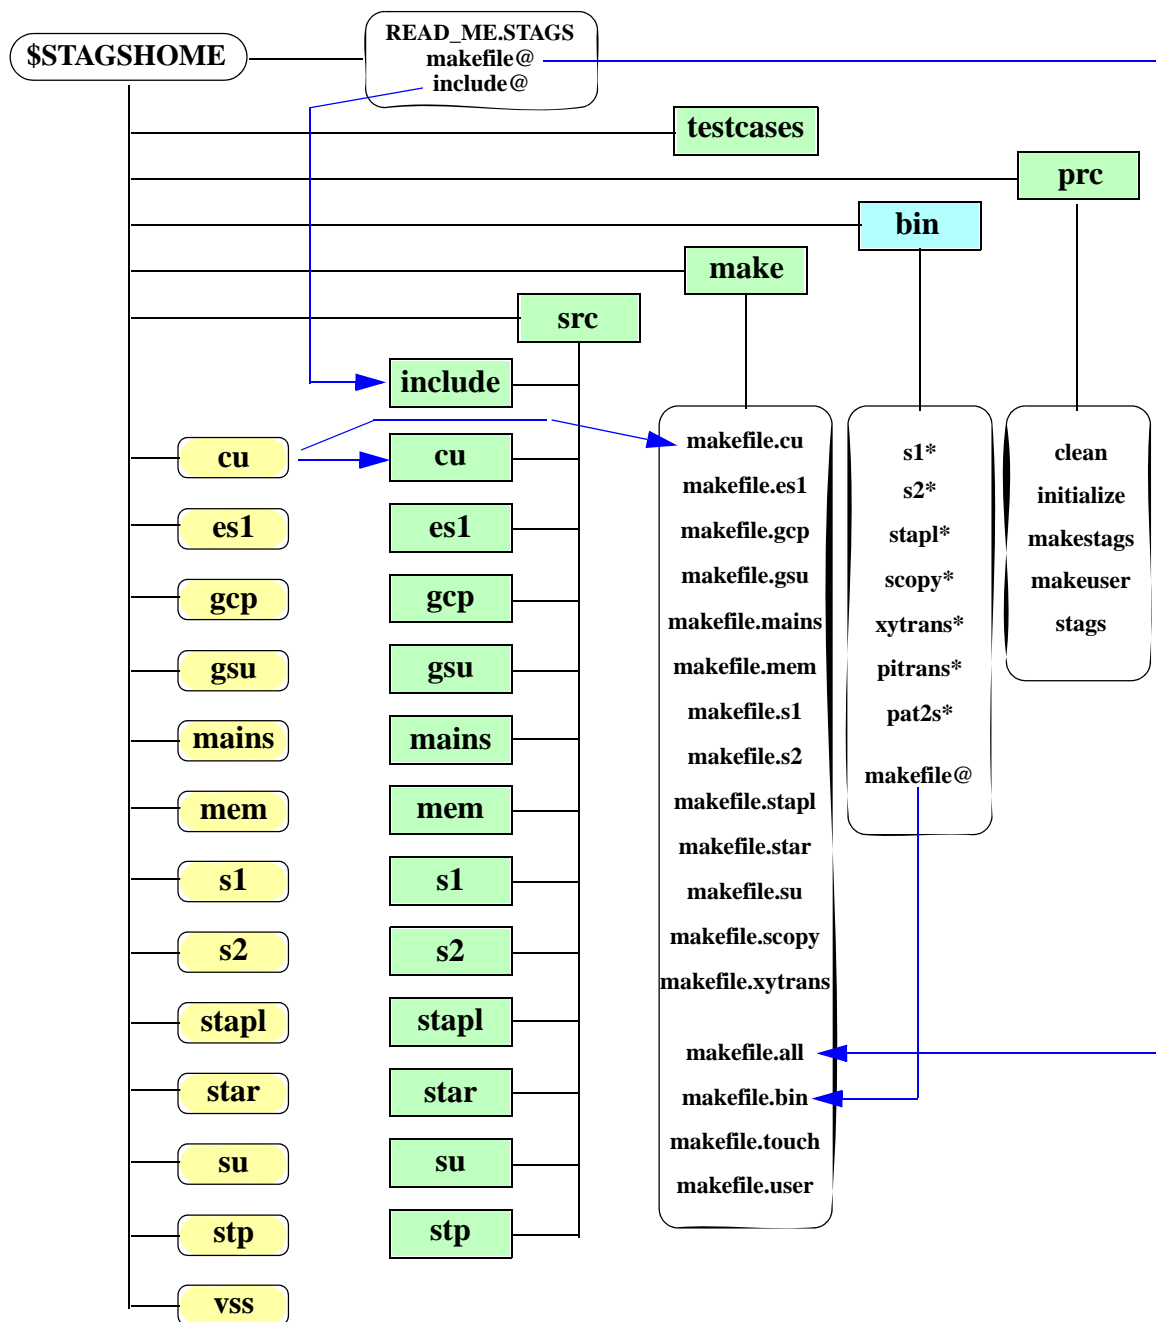 $STAGSHOME
READ_ME.STAGS
makefile@
include@
testcases
prc
bin
make
src
include
cu
es1
gcp
gsu
mains
mem
s1
s2
stapl
star
su
stp
vss
cu
es1
gcp
gsu
mains
mem
s1
s2
stapl
star
su
stp
makefile.cu
makefile.es1
makefile.gcp
makefile.gsu
makefile.mains
makefile.mem
makefile.s1
makefile.s2
makefile.stapl
makefile.star
makefile.su
makefile.scopy
makefile.xytrans
makefile.all
makefile.bin
makefile.touch
makefile.user
s1*
s2*
stapl*
scopy*
xytrans*
pitrans*
pat2s*
makefile@
clean
initialize
makestags
makeuser
stags